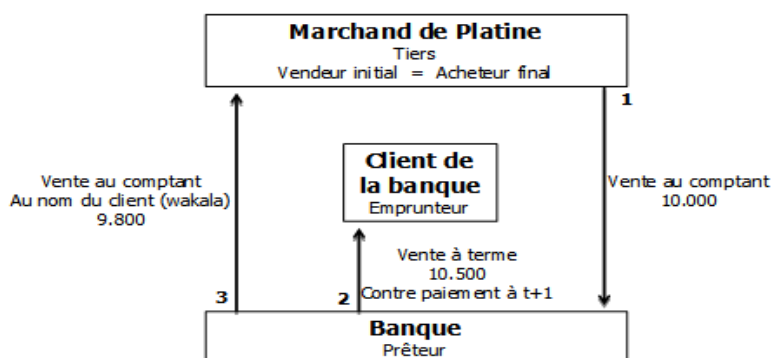 Marchand de Platine
Tiers
Vendeur initial = Acheteur final
1
Client de
la banque
Emprunteur
Vente au comptant
Au nom du client (wakala)
9.800
Vente au comptant
10.000
Vente à terme
10.500
Contre paiement à t+1
3
2
Banque
Prêteur